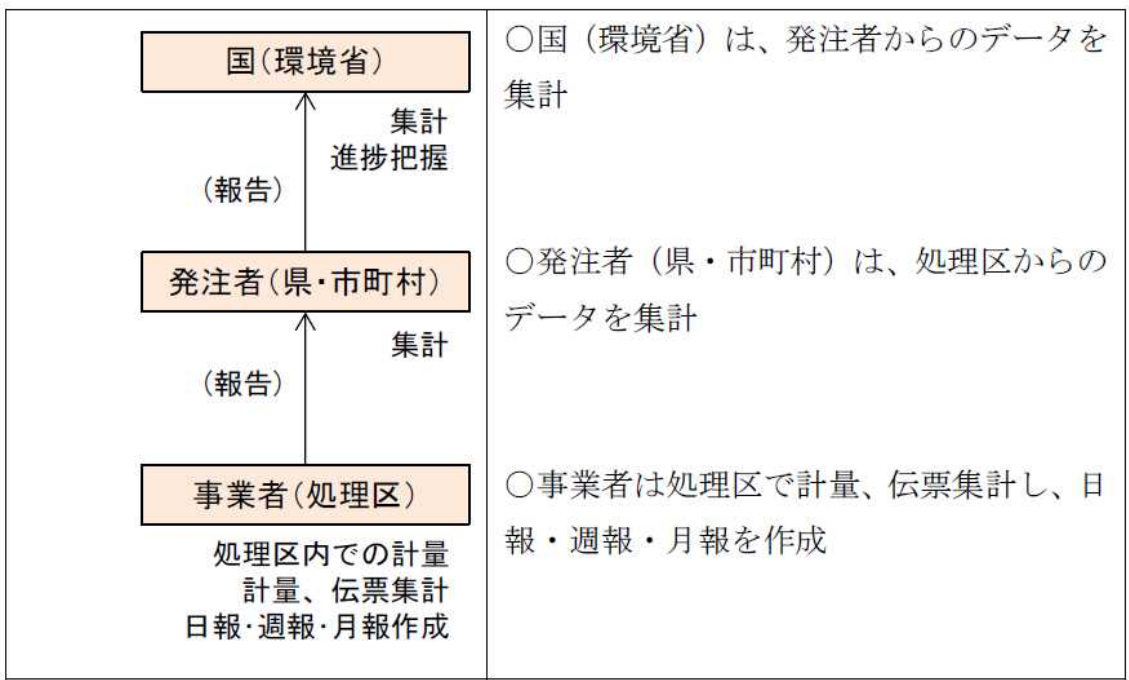 国(環境省)
集計
進捗把握
(報告)
発注者(県・市町村)
集計
(報告)
事業者(処理区)
処理区内での計量
計量、伝票集計
日報・週報・月報作成
○国（環境省）は、発注者からのデータを
集計
○発注者（県・市町村）は、処理区からの
データを集計
○事業者は処理区で計量、伝票集計し、日
報・週報・月報を作成